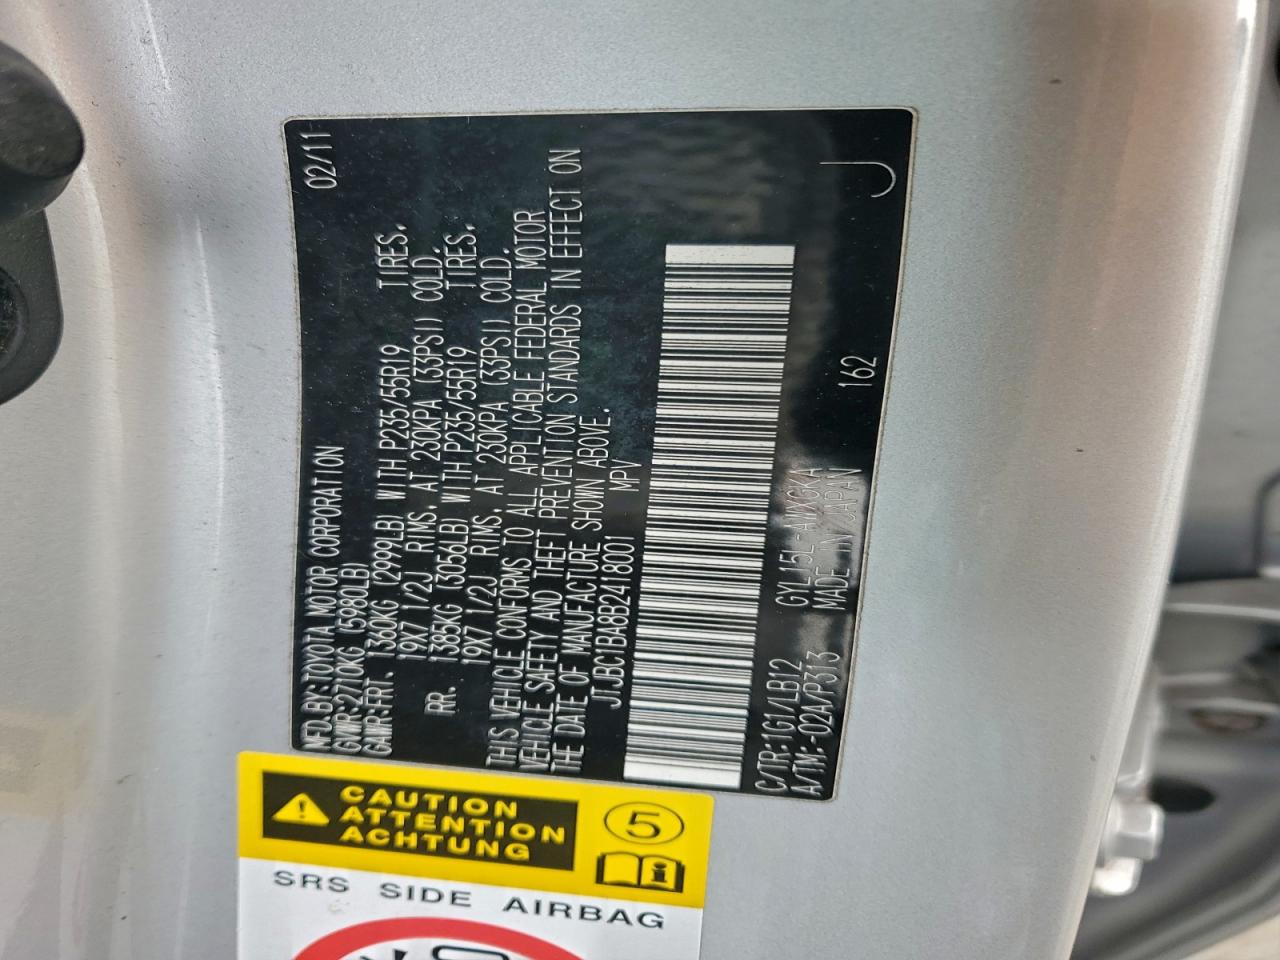 MFD.BY:TOYOTA MOTOR CORPORATION 02/11
GVWR:2710KG (5980LB)
GAWR:FRT. 1360KG (2999LB) WITH P235/55R19 TIRES,
19X7 1/2J RIMS, AT 230KPA (33PSI) COLD.
RR. 1385KG (3056LB) WITH P235/55R19 TIRES,
19X7 1/2J RIMS, AT 230KPA (33PSI) COLD.
THIS VEHICLE CONFORMS TO ALL APPLICABLE FEDERAL MOTOR
VEHICLE SAFETY AND THEFT PREVENTION STANDARDS IN EFFECT ON
THE DATE OF MANUFACTURE SHOWN ABOVE.
JTJBC1BA8B2418001 MPV
C/TR:1G1/LB12 GYL15L-AWXGKA
A/TM:-02A/P313 MADE IN JAPAN 162 J
CAUTION
ATTENTION
ACHTUNG
5
i
SRS SIDE AIRBAG